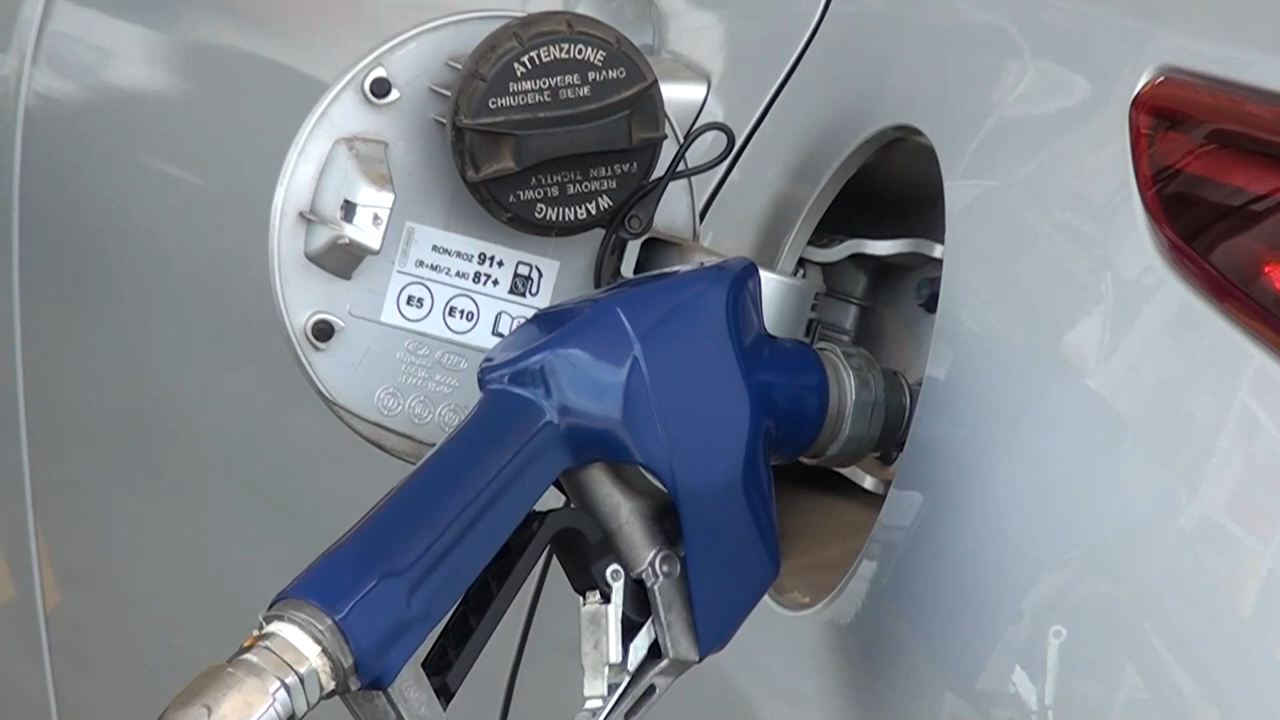 ATTENZIONE
RIMUOVERE PIANO
CHIUDERE BENE
FASTEN TIGHTLY
REMOVE SLOWLY
WARNING
RON/ROZ 91+
(R+M)/2, AKI 87+
E5 E10